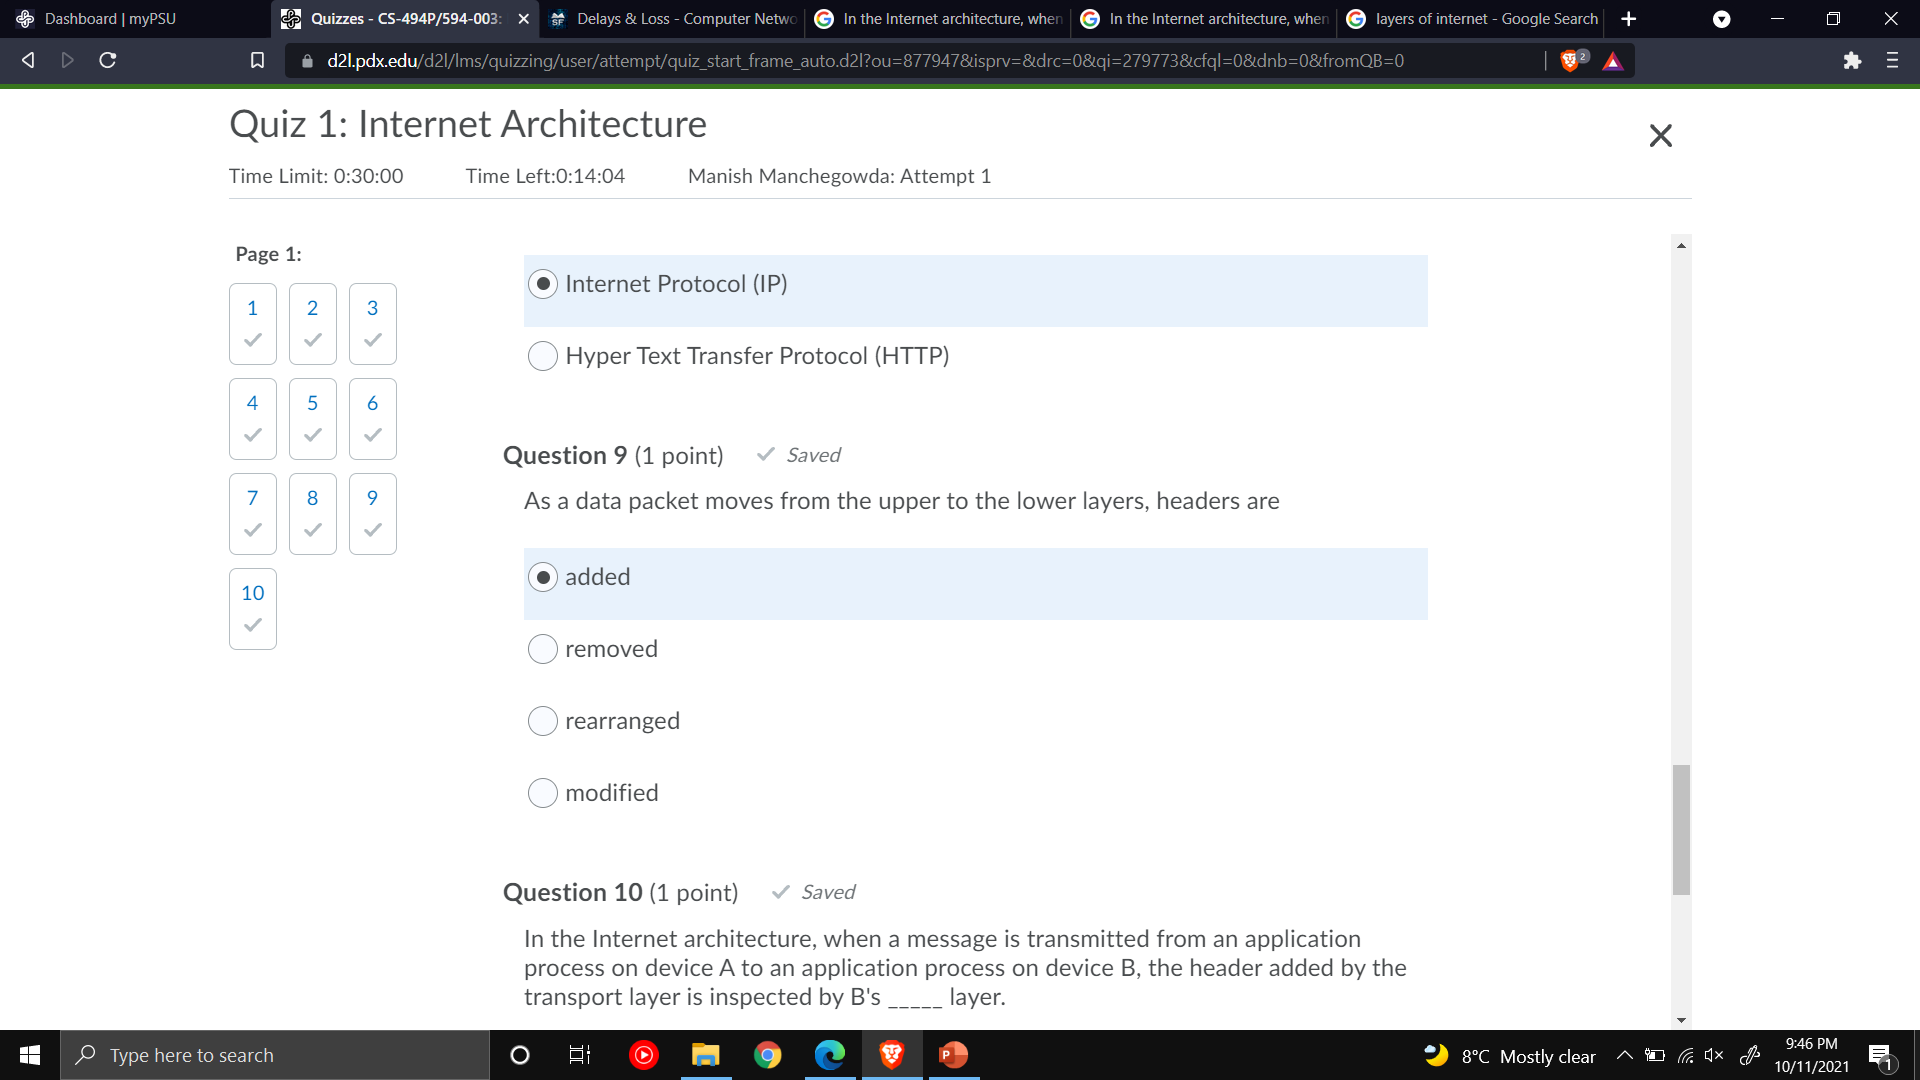 Dashboard | myPSU
Quizzes - CS-494P/594-003:
Delays & Loss - Computer Netwo
In the Internet architecture, when
In the Internet architecture, when
layers of internet - Google Search
d2l.pdx.edu/d2l/lms/quizzing/user/attempt/quiz_start_frame_auto.d2l?ou=877947&isprv=&drc=0&qi=279773&cfql=0&dnb=0&fromQB=0
2
Quiz 1: Internet Architecture
Time Limit: 0:30:00
Time Left:0:14:04
Manish Manchegowda: Attempt 1
Page 1:
1
2
3
4
5
6
7
8
9
10
Internet Protocol (IP)
Hyper Text Transfer Protocol (HTTP)
Question 9 (1 point)
Saved
As a data packet moves from the upper to the lower layers, headers are
added
removed
rearranged
modified
Question 10 (1 point)
Saved
In the Internet architecture, when a message is transmitted from an application
process on device A to an application process on device B, the header added by the
transport layer is inspected by B's _____ layer.
Type here to search
8°C Mostly clear
9:46 PM
10/11/2021
1